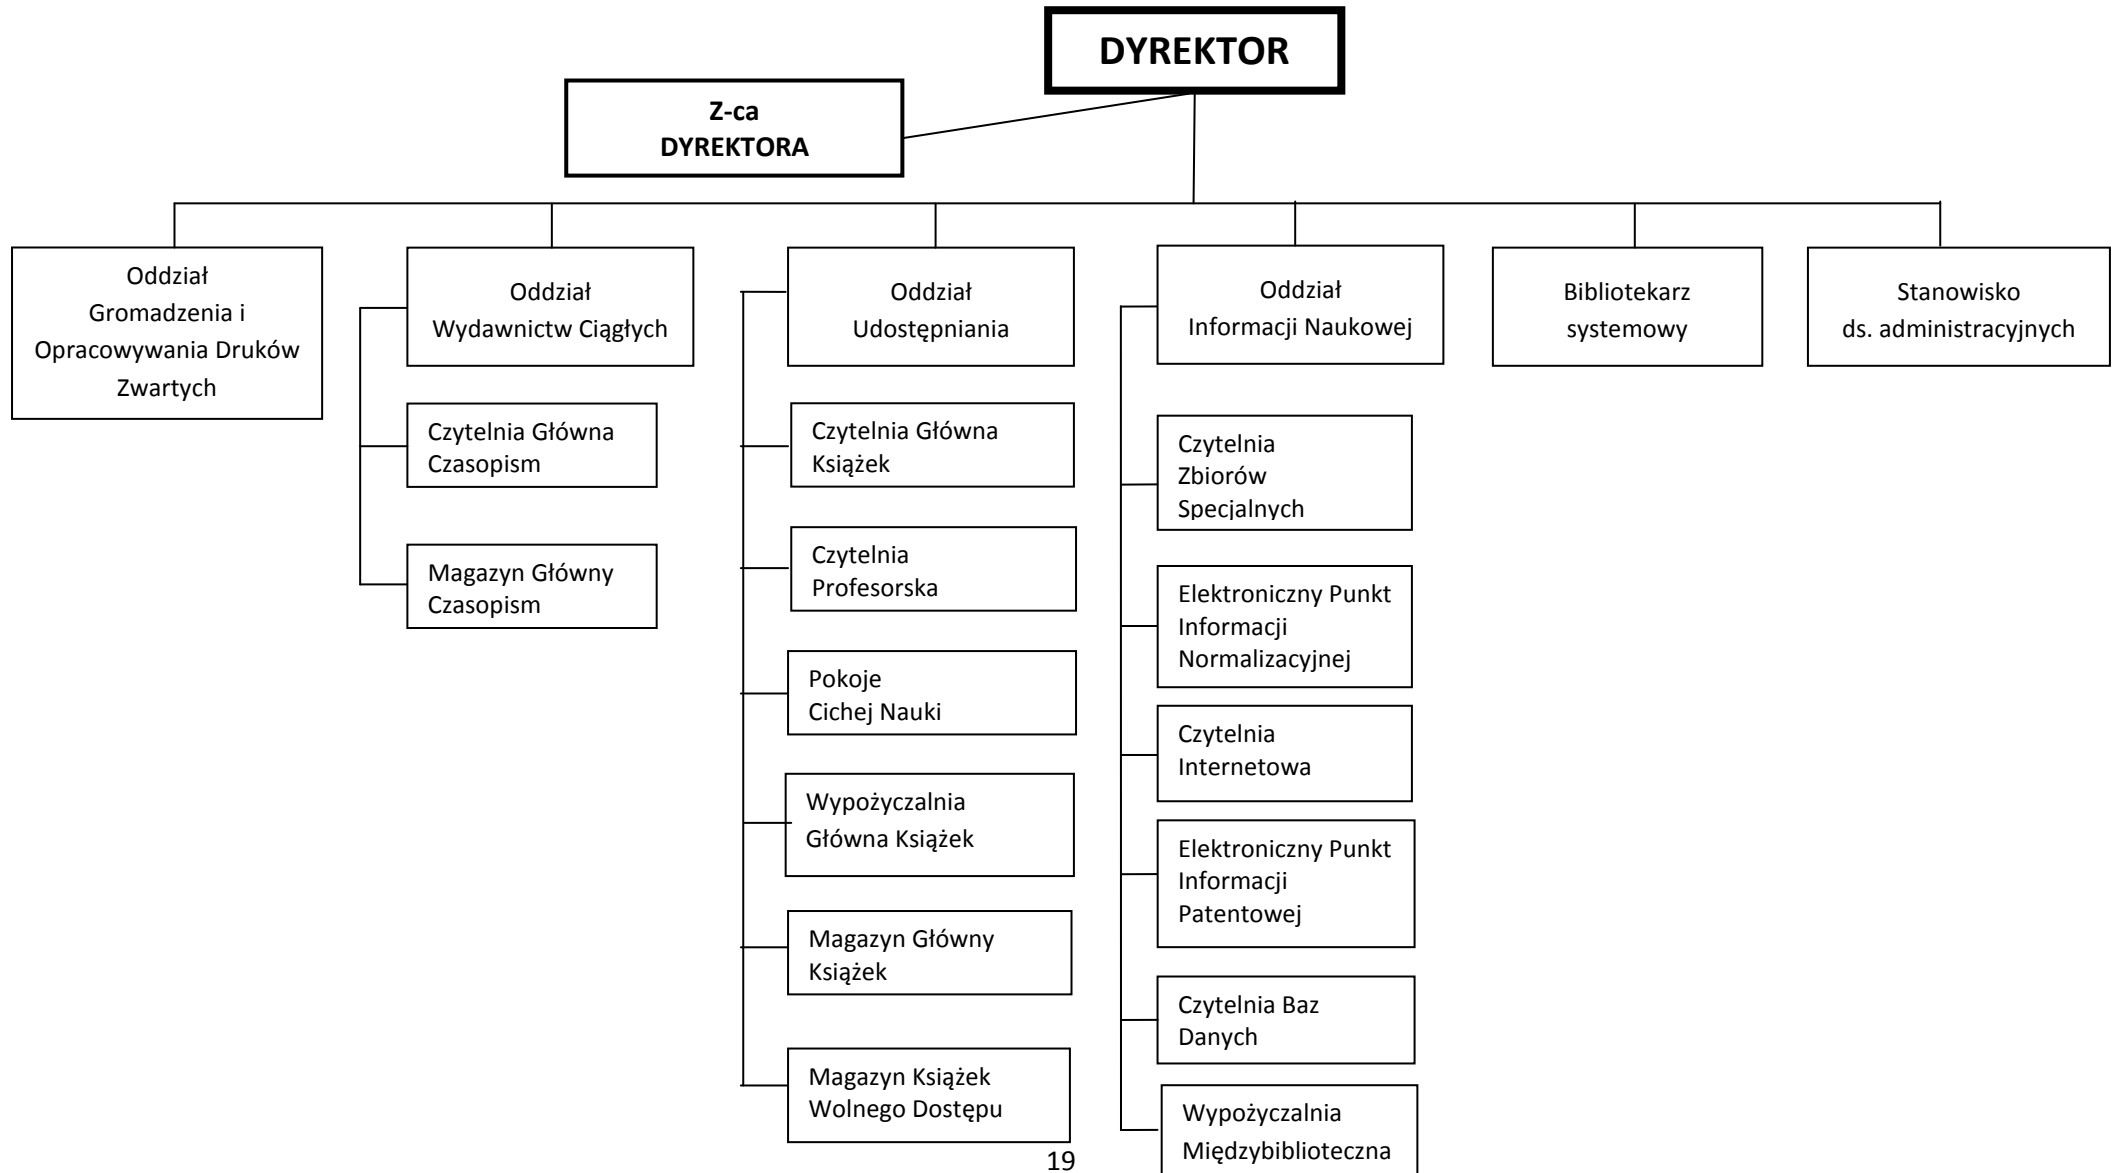 DYREKTOR
Z-ca
DYREKTORA
Oddział
Gromadzenia i
Opracowywania Druków
Zwartych
Oddział
Wydawnictw Ciągłych
Czytelnia Główna
Czasopism
Magazyn Główny
Czasopism
Oddział
Udostępniania
Czytelnia Główna
Książek
Czytelnia
Profesorska
Pokoje
Cichej Nauki
Wypożyczalnia
Główna Książek
Magazyn Główny
Książek
Magazyn Książek
Wolnego Dostępu
Oddział
Informacji Naukowej
Czytelnia
Zbiorów
Specjalnych
Elektroniczny Punkt
Informacji
Normalizacyjnej
Czytelnia
Internetowa
Elektroniczny Punkt
Informacji
Patentowej
Czytelnia Baz
Danych
Wypożyczalnia
Międzybiblioteczna
Bibliotekarz
systemowy
Stanowisko
ds. administracyjnych
19